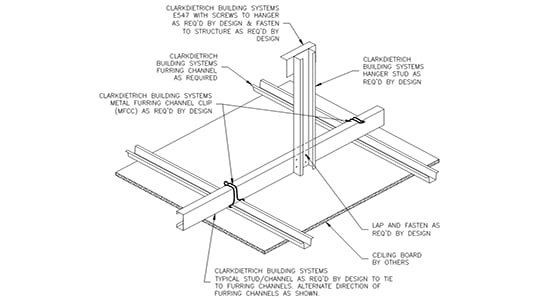 CLARKDIETRICH BUILDING SYSTEMS
E547 WITH SCREWS TO HANGER
AS REQ'D BY DESIGN & FASTEN
TO STRUCTURE AS REQ'D BY
DESIGN
CLARKDIETRICH
BUILDING SYSTEMS
FURRING CHANNEL
AS REQUIRED
CLARKDIETRICH
BUILDING SYSTEMS
HANGER STUD AS
REQ'D BY DESIGN
CLARKDIETRICH BUILDING SYSTEMS
METAL FURRING CHANNEL CLIP
(MFCC) AS REQ'D BY DESIGN
LAP AND FASTEN AS
REQ'D BY DESIGN
CEILING BOARD
BY OTHERS
CLARKDIETRICH BUILDING SYSTEMS
TYPICAL STUD/CHANNEL AS REQ'D BY DESIGN TO TIE
TO FURRING CHANNELS. ALTERNATE DIRECTION OF
FURRING CHANNELS AS SHOWN.